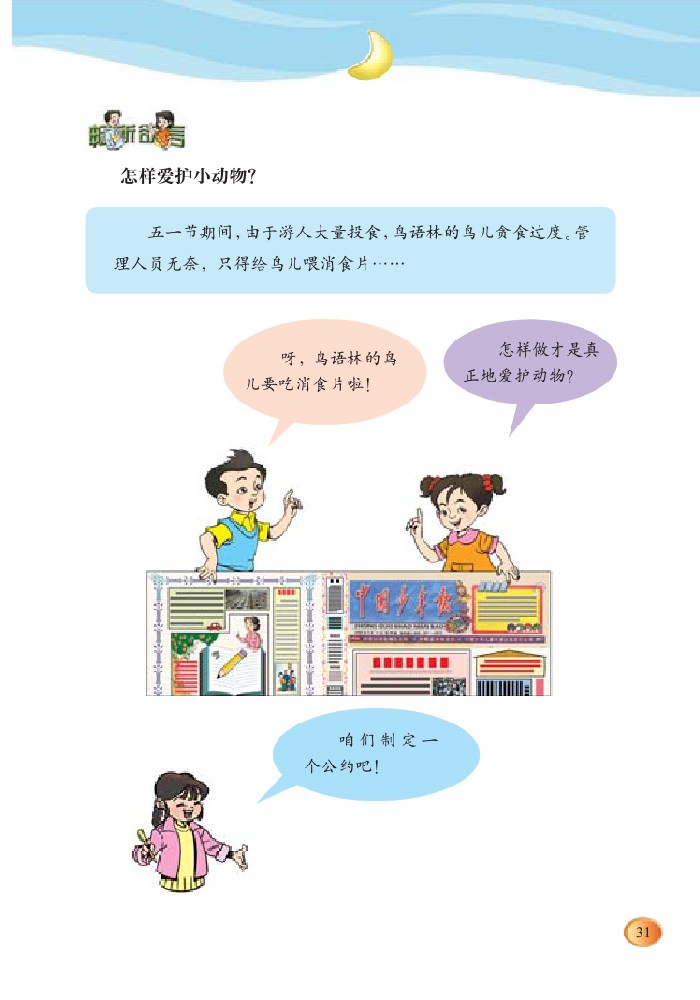 畅所欲言
怎样爱护小动物?
五一节期间,由于游人大量投食,鸟语林的鸟儿贪食过度。管
理人员无奈,只得给鸟儿喂消食片……
呀,鸟语林的鸟
儿要吃消食片啦!
怎样做才是真
正地爱护动物?
中国少年报
咱们制定一
个公约吧!
31